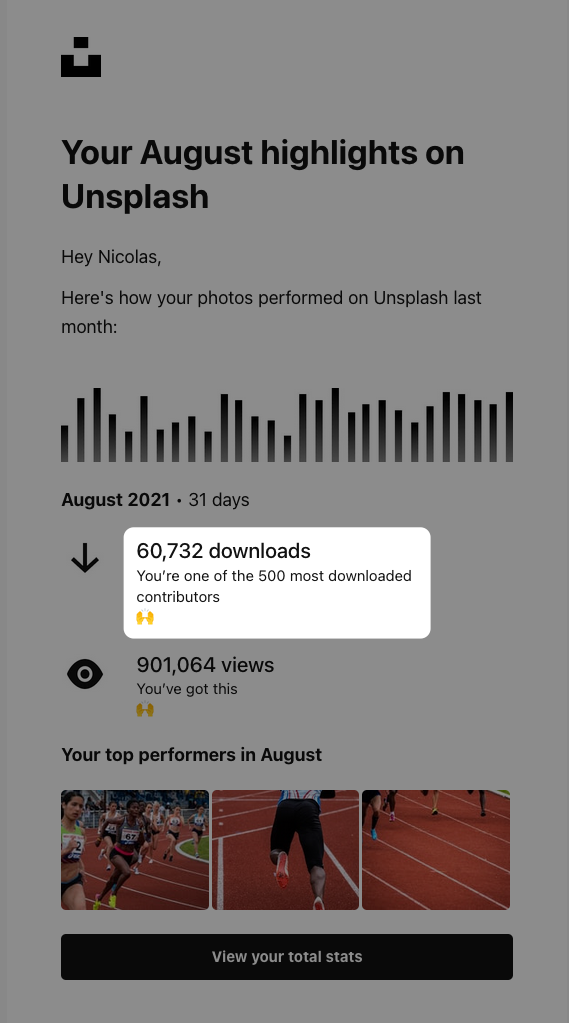 Your August highlights on
Unsplash
Hey Nicolas,
Here's how your photos performed on Unsplash last
month:
August 2021 • 31 days
60,732 downloads
You’re one of the 500 most downloaded
contributors
🙌
901,064 views
You’ve got this
🙌
Your top performers in August
2
67
View your total stats